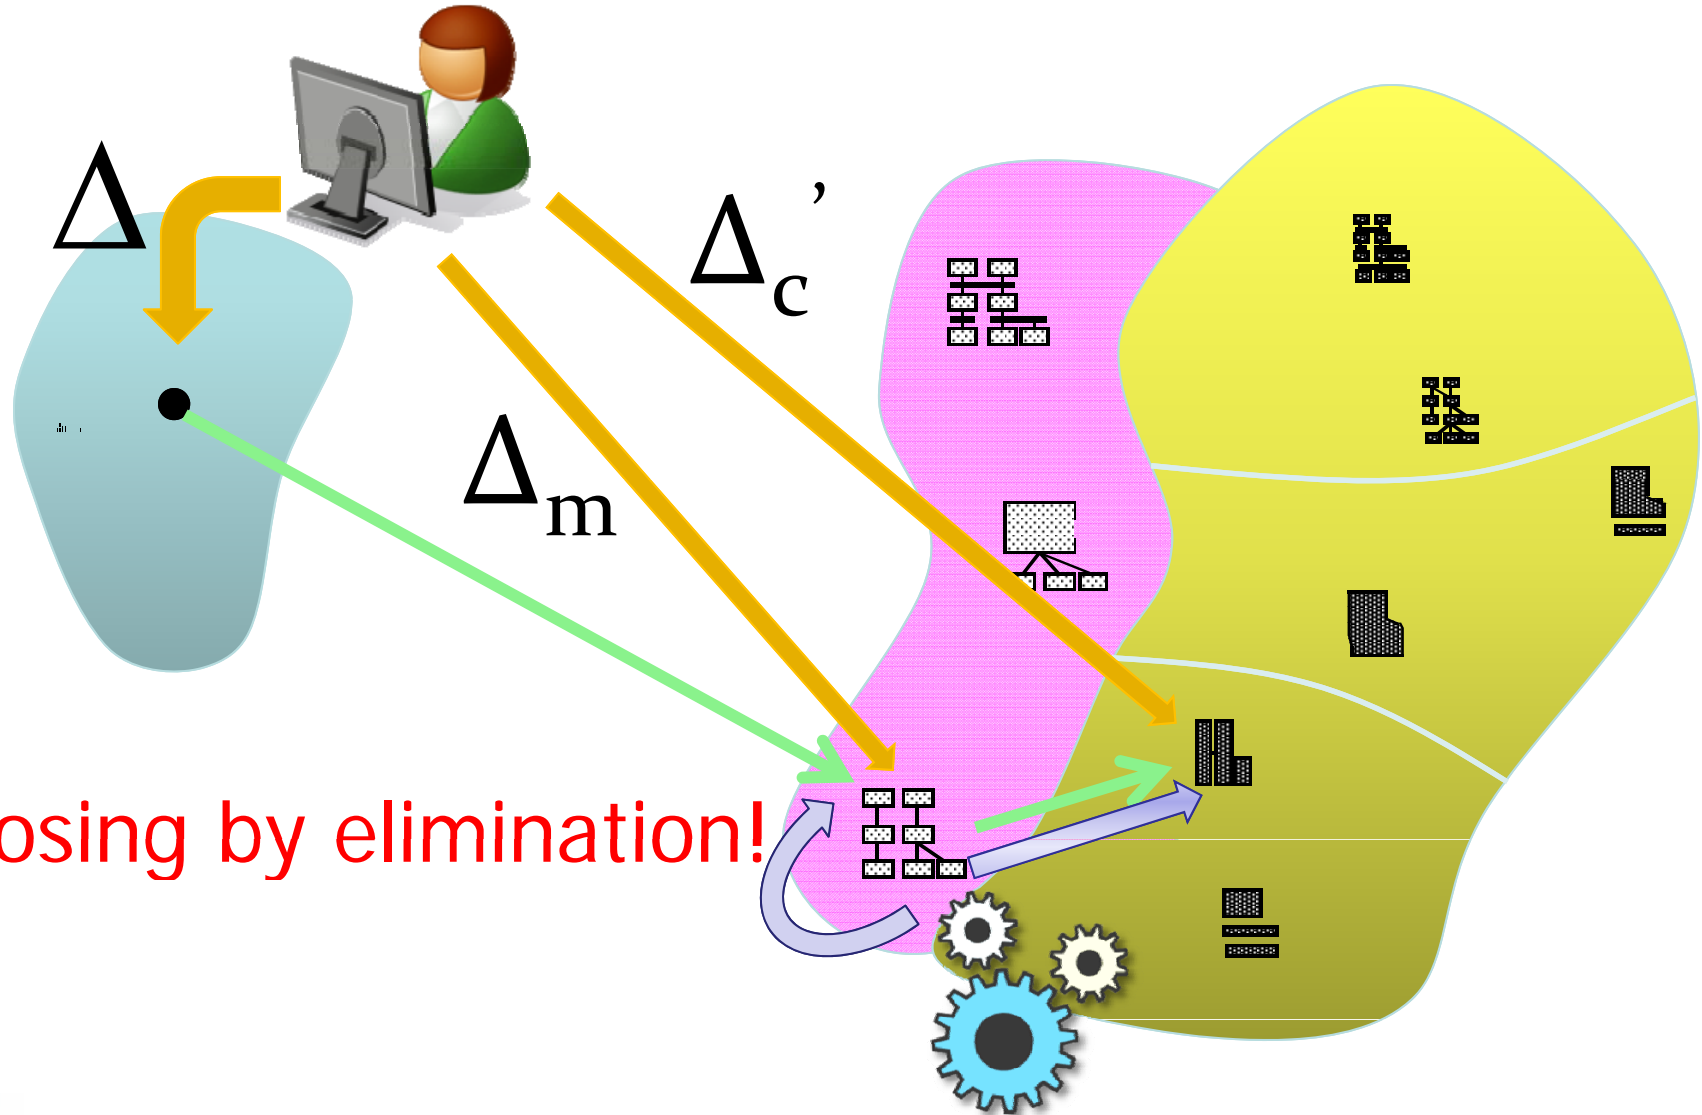 Δ
Δc’
Δm
osing by elimination!